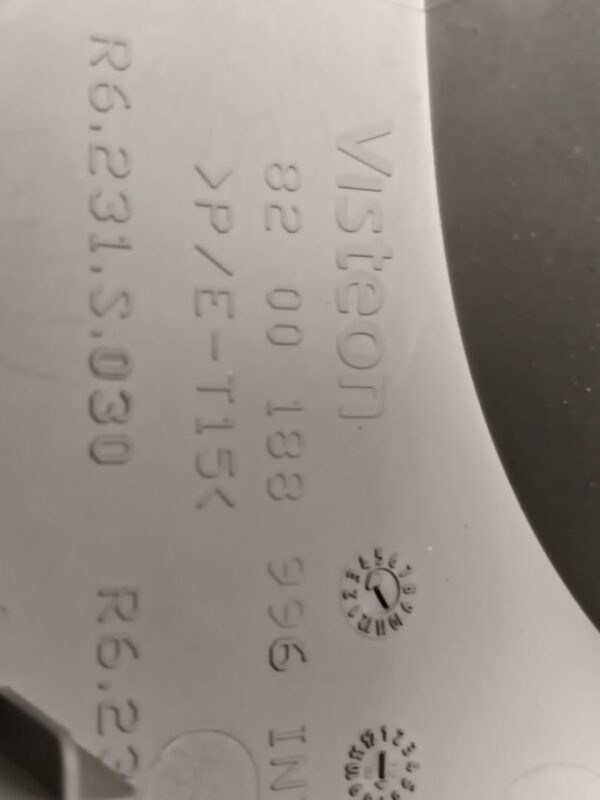 Visteon
82 00 188 996 IN
>P/E-T15<
R6.231.S.030 R6.23